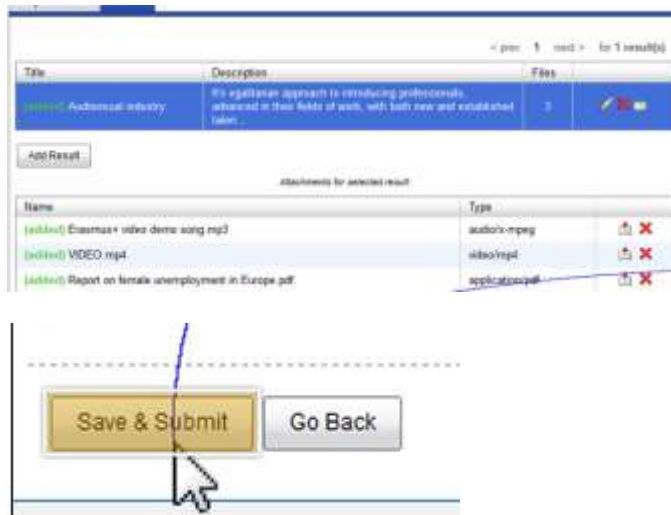 < prev 1 next > for 1 result(s)
Title Description Files
(added) Audiovisual industry It's egalitarian approach to introducing professionals, 3
advanced in their fields of work, with both new and established
talen...
Add Result
Attachments for selected result
Name Type
(added) Erasmus+ video demo song.mp3 audio/x-mpeg
(added) VIDEO.mp4 video/mp4
(added) Report on female unemployment in Europe.pdf application/pdf
Save & Submit Go Back